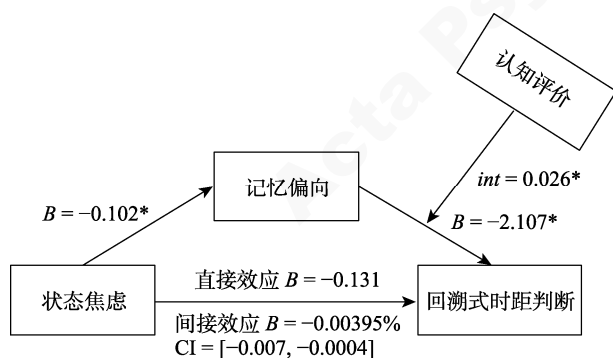 Acta Ps
认知评价
int = 0.026*
记忆偏向
B = −0.102*
B = −2.107*
状态焦虑
直接效应 B = −0.131
回溯式时距判断
间接效应 B = −0.00395%
CI = [−0.007, −0.0004]